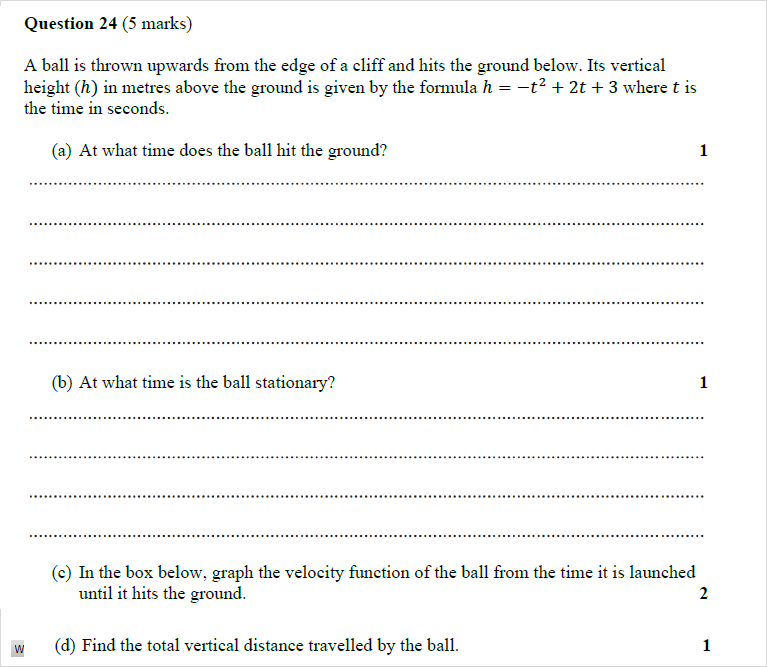 Question 24 (5 marks)
A ball is thrown upwards from the edge of a cliff and hits the ground below. Its vertical
height (h) in metres above the ground is given by the formula h = −t² + 2t + 3 where t is
the time in seconds.
(a) At what time does the ball hit the ground? 1
(b) At what time is the ball stationary? 1
(c) In the box below, graph the velocity function of the ball from the time it is launched
until it hits the ground. 2
W (d) Find the total vertical distance travelled by the ball. 1